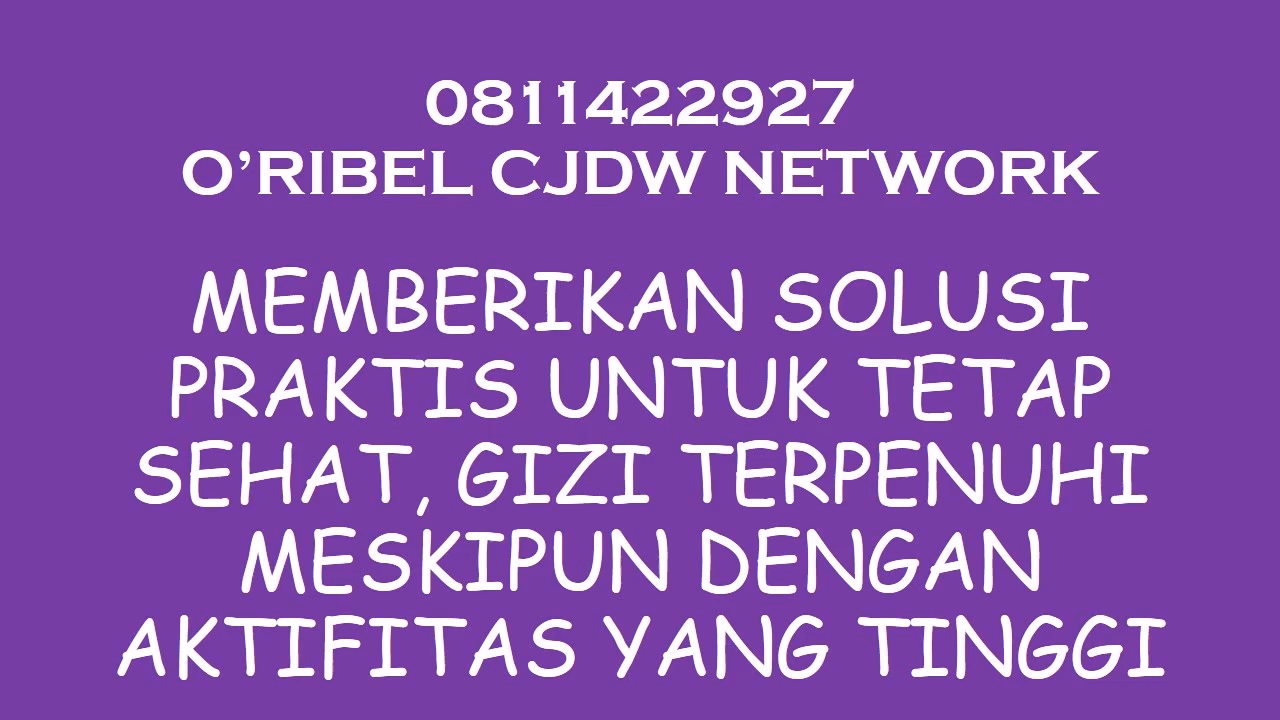 0811422927
O’RIBEL CJDW NETWORK
MEMBERIKAN SOLUSI
PRAKTIS UNTUK TETAP
SEHAT, GIZI TERPENUHI
MESKIPUN DENGAN
AKTIFITAS YANG TINGGI